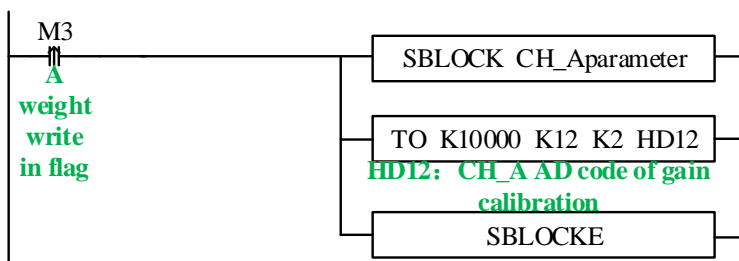 M3
A
weight
write
in flag
SBLOCK CH_Aparameter
TO K10000 K12 K2 HD12
HD12：CH_A AD code of gain
calibration
SBLOCKE